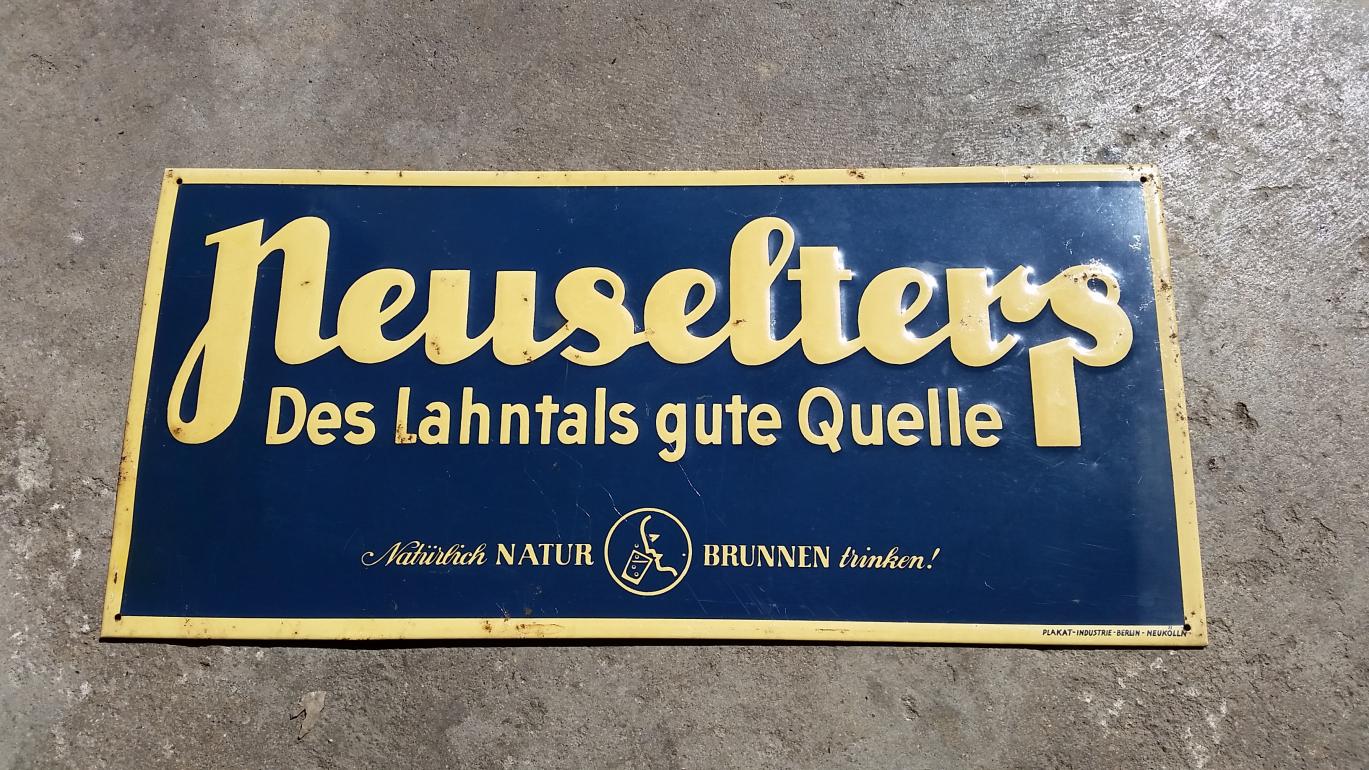 Neuselters
Des Lahntals gute Quelle
Natürlich NATUR BRUNNEN trinken!
PLAKAT-INDUSTRIE-BERLIN-NEUKÖLLN